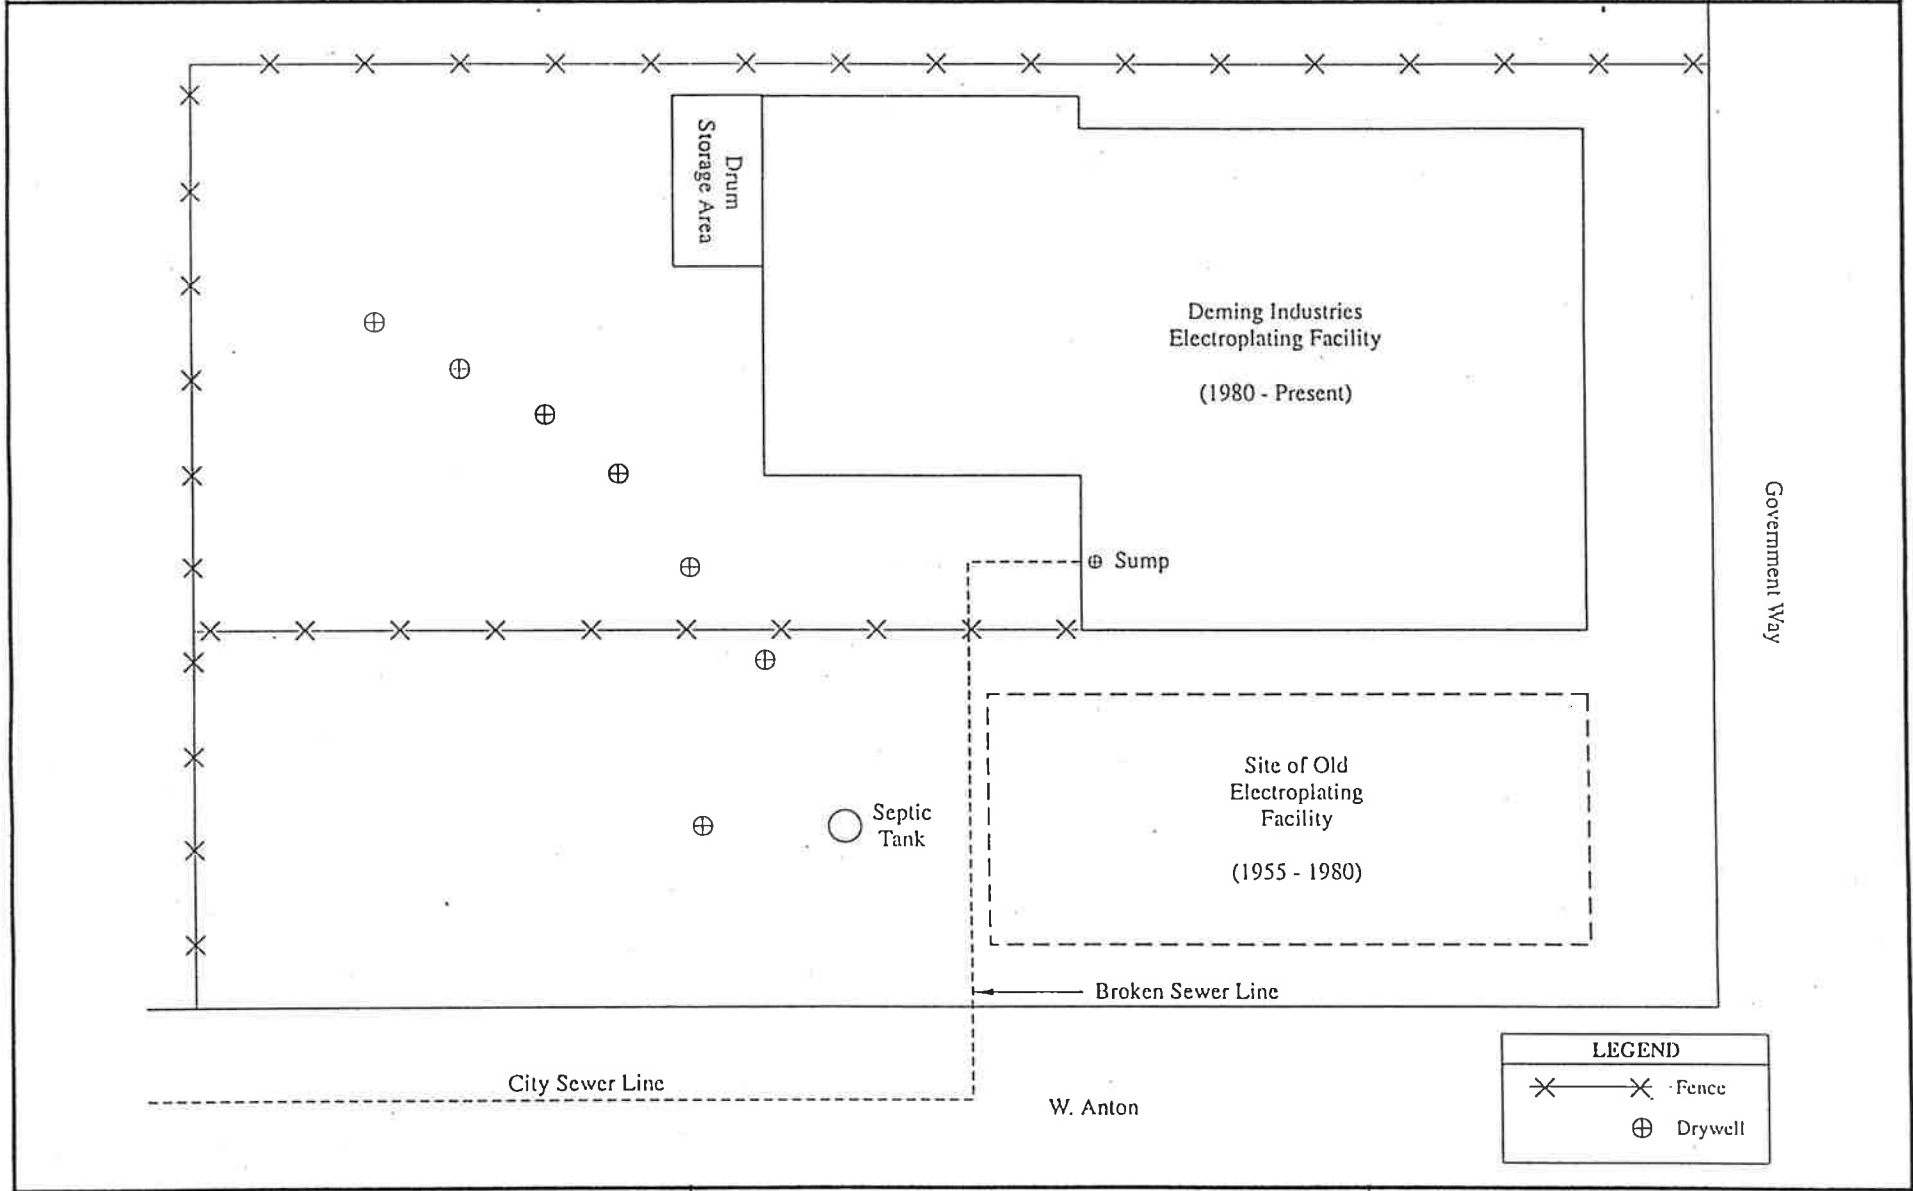 Drum
Storage Area
Deming Industries
Electroplating Facility
(1980 - Present)
Government Way
Sump
Site of Old
Electroplating
Facility
(1955 - 1980)
Septic
Tank
Broken Sewer Line
City Sewer Line
W. Anton
LEGEND
Fence
Drywell